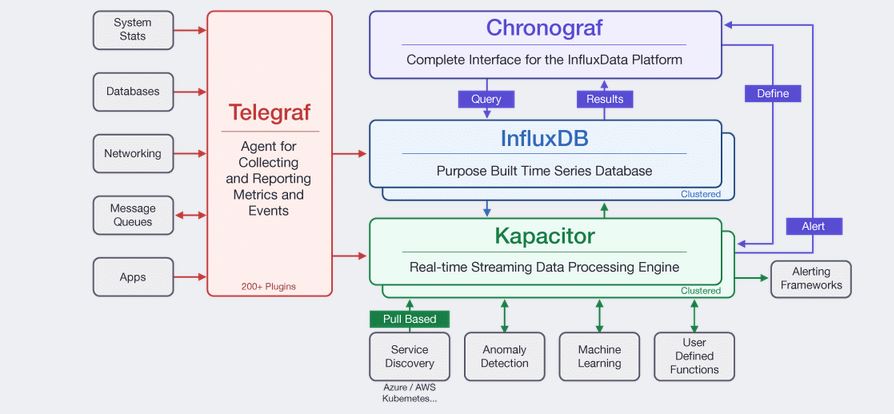 System
Stats
Databases
Networking
Message
Queues
Apps
Telegraf
Agent for
Collecting
and Reporting
Metrics and
Events
200+ Plugins
Chronograf
Complete Interface for the InfluxData Platform
Query
Results
Define
InfluxDB
Purpose Built Time Series Database
Clustered
Alert
Kapacitor
Real-time Streaming Data Processing Engine
Clustered
Alerting
Frameworks
Pull Based
Service
Discovery
Azure / AWS
Kubemetes...
Anomaly
Detection
Machine
Learning
User
Defined
Functions